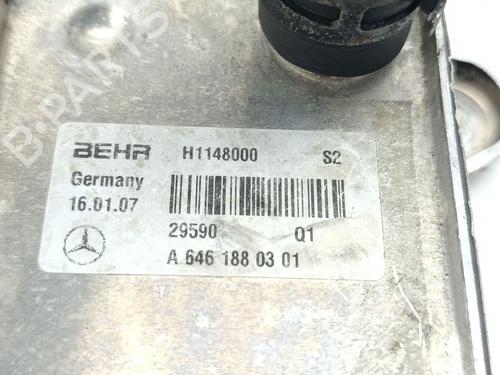 B-PARTS
BEHR H1148000 S2
Germany
16.01.07
29590 Q1
A 646 188 03 01